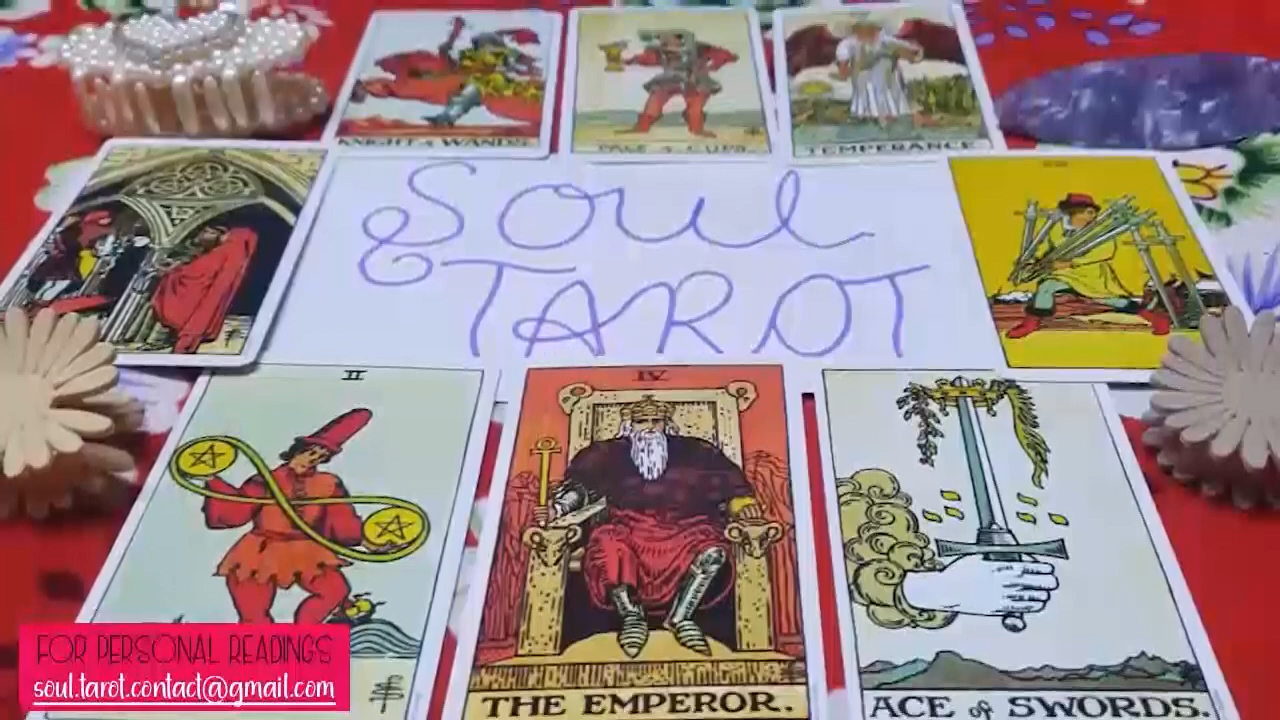 KNIGHT of WANDS.
PAGE of CUPS.
TEMPERANCE
Soul
TAROT
II
IV
THE EMPEROR.
ACE of SWORDS.
FOR PERSONAL READINGS
soul.tarot.contact@gmail.com